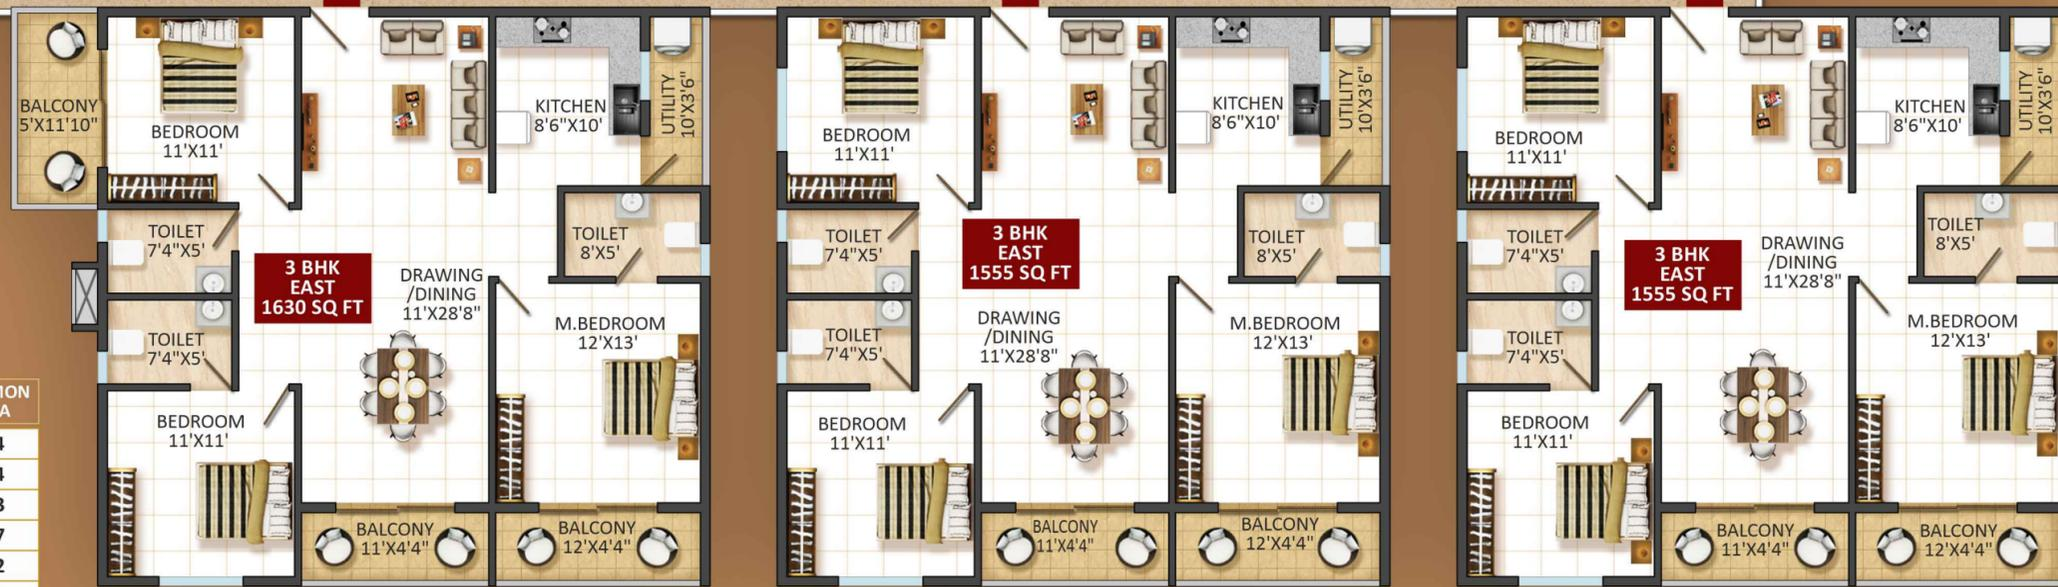 BALCONY
5'X11'10"
BEDROOM
11'X11'
KITCHEN
8'6"X10'
UTILITY
10'X3'6"
TOILET
7'4"X5'
TOILET
8'X5'
3 BHK
EAST
1630 SQ FT
DRAWING
/DINING
11'X28'8"
TOILET
7'4"X5'
M.BEDROOM
12'X13'
BEDROOM
11'X11'
BALCONY
11'X4'4"
BALCONY
12'X4'4"
BEDROOM
11'X11'
KITCHEN
8'6"X10'
UTILITY
10'X3'6"
TOILET
7'4"X5'
3 BHK
EAST
1555 SQ FT
TOILET
8'X5'
TOILET
7'4"X5'
DRAWING
/DINING
11'X28'8"
M.BEDROOM
12'X13'
BEDROOM
11'X11'
BALCONY
11'X4'4"
BALCONY
12'X4'4"
BEDROOM
11'X11'
KITCHEN
8'6"X10'
UTILITY
10'X3'6"
TOILET
7'4"X5'
3 BHK
EAST
1555 SQ FT
DRAWING
/DINING
11'X28'8"
TOILET
8'X5'
TOILET
7'4"X5'
M.BEDROOM
12'X13'
BEDROOM
11'X11'
BALCONY
11'X4'4"
BALCONY
12'X4'4"